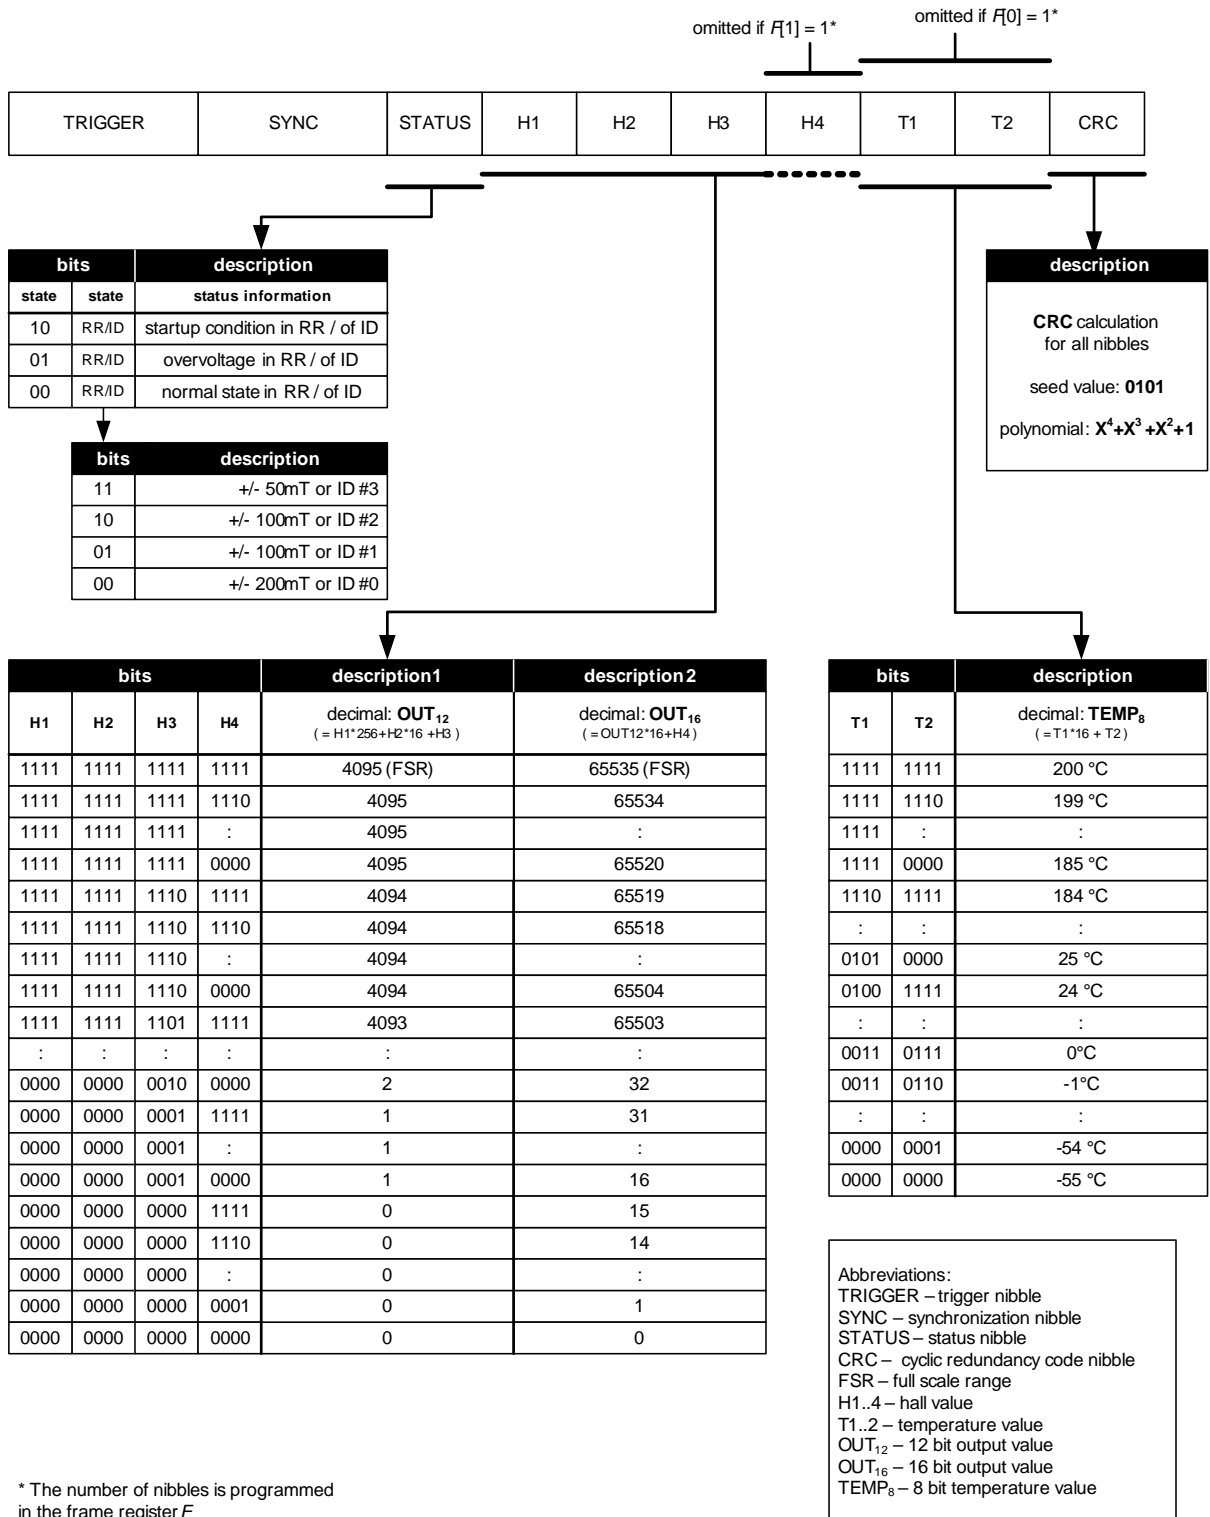 omitted if F[1] = 1*
omitted if F[0] = 1*
TRIGGER SYNC STATUS H1 H2 H3 H4 T1 T2 CRC
bits description
state state status information
10 RR/ID startup condition in RR / of ID
01 RR/ID overvoltage in RR / of ID
00 RR/ID normal state in RR / of ID
bits description
11 +/- 50mT or ID #3
10 +/- 100mT or ID #2
01 +/- 100mT or ID #1
00 +/- 200mT or ID #0
description
CRC calculation
for all nibbles
seed value: 0101
polynomial: X⁴+X³+X²+1
bits description1 description 2
H1 H2 H3 H4 decimal: OUT₁₂ decimal: OUT₁₆
( = H1*256+H2*16 +H3 ) ( =OUT12*16+H4 )
1111 1111 1111 1111 4095 (FSR) 65535 (FSR)
1111 1111 1111 1110 4095 65534
1111 1111 1111 : 4095 :
1111 1111 1111 0000 4095 65520
1111 1111 1110 1111 4094 65519
1111 1111 1110 1110 4094 65518
1111 1111 1110 : 4094 :
1111 1111 1110 0000 4094 65504
1111 1111 1101 1111 4093 65503
: : : : : :
0000 0000 0010 0000 2 32
0000 0000 0001 1111 1 31
0000 0000 0001 : 1 :
0000 0000 0001 0000 1 16
0000 0000 0000 1111 0 15
0000 0000 0000 1110 0 14
0000 0000 0000 : 0 :
0000 0000 0000 0001 0 1
0000 0000 0000 0000 0 0
bits description
T1 T2 decimal: TEMP₈
( =T1*16 + T2 )
1111 1111 200 °C
1111 1110 199 °C
1111 : :
1111 0000 185 °C
1110 1111 184 °C
: : :
0101 0000 25 °C
0100 1111 24 °C
: : :
0011 0111 0°C
0011 0110 -1°C
: : :
0000 0001 -54 °C
0000 0000 -55 °C
Abbreviations:
TRIGGER – trigger nibble
SYNC – synchronization nibble
STATUS – status nibble
CRC – cyclic redundancy code nibble
FSR – full scale range
H1..4 – hall value
T1..2 – temperature value
OUT₁₂ – 12 bit output value
OUT₁₆ – 16 bit output value
TEMP₈ – 8 bit temperature value
* The number of nibbles is programmed
in the frame register F